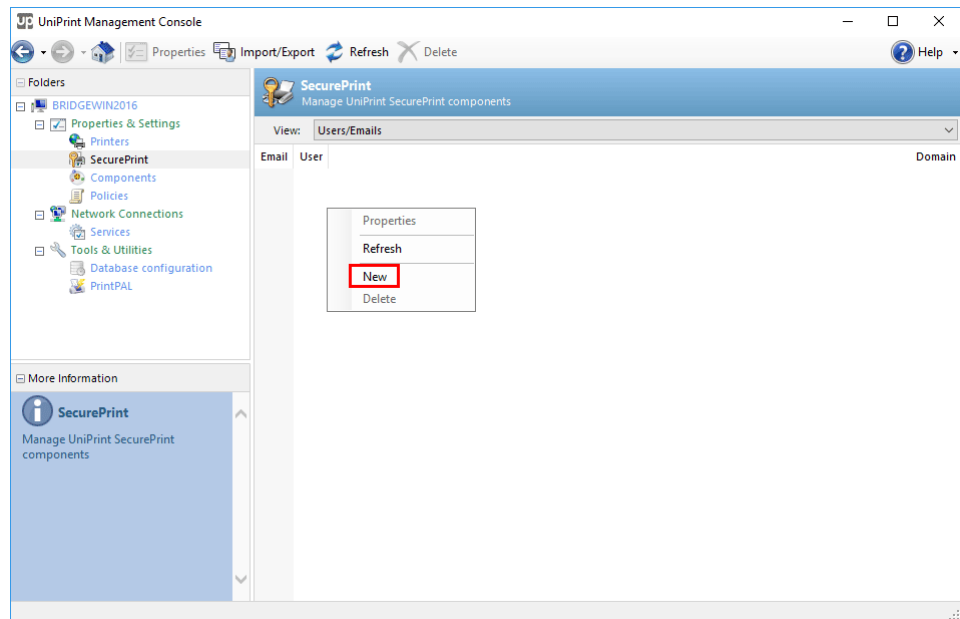 UP UniPrint Management Console
Properties Import/Export Refresh Delete Help
Folders
BRIDGEWIN2016
Properties & Settings
Printers
SecurePrint
Components
Policies
Network Connections
Services
Tools & Utilities
Database configuration
PrintPAL
More Information
SecurePrint
Manage UniPrint SecurePrint
components
SecurePrint
Manage UniPrint SecurePrint components
View: Users/Emails
Email User Domain
Properties
Refresh
New
Delete